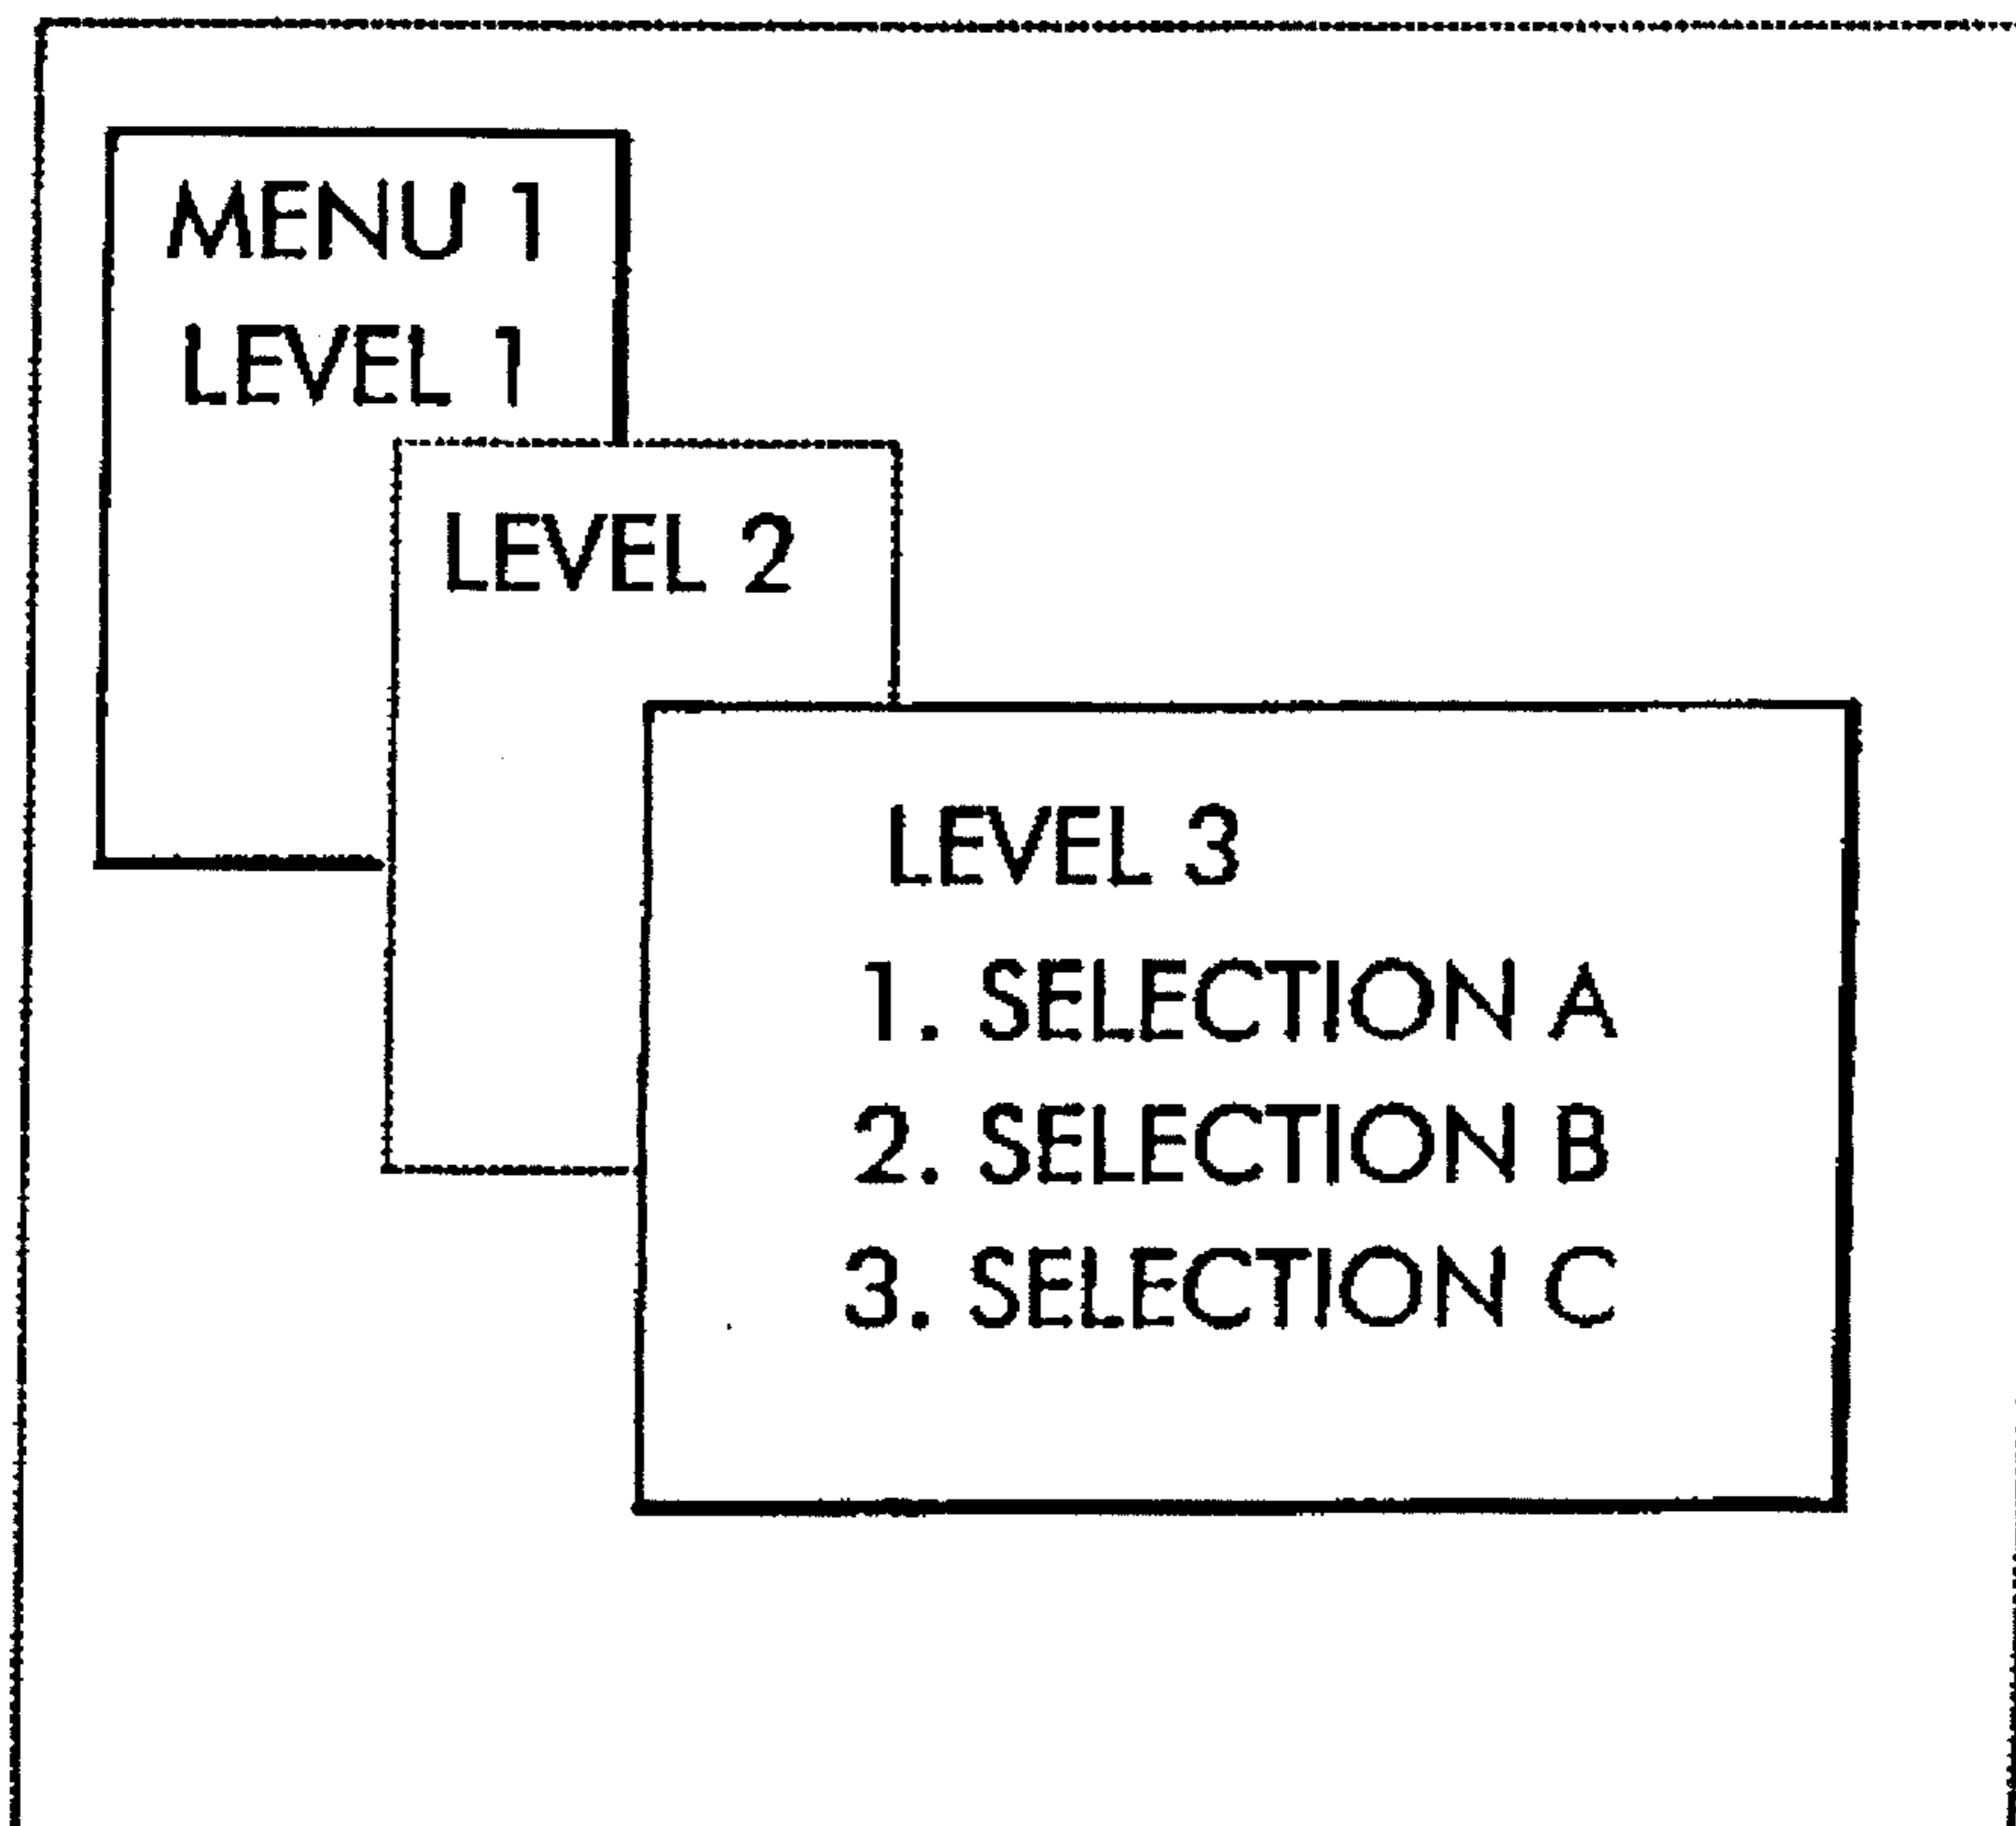 MENU 1
LEVEL 1
LEVEL 2
LEVEL 3
1. SELECTION A
2. SELECTION B
3. SELECTION C